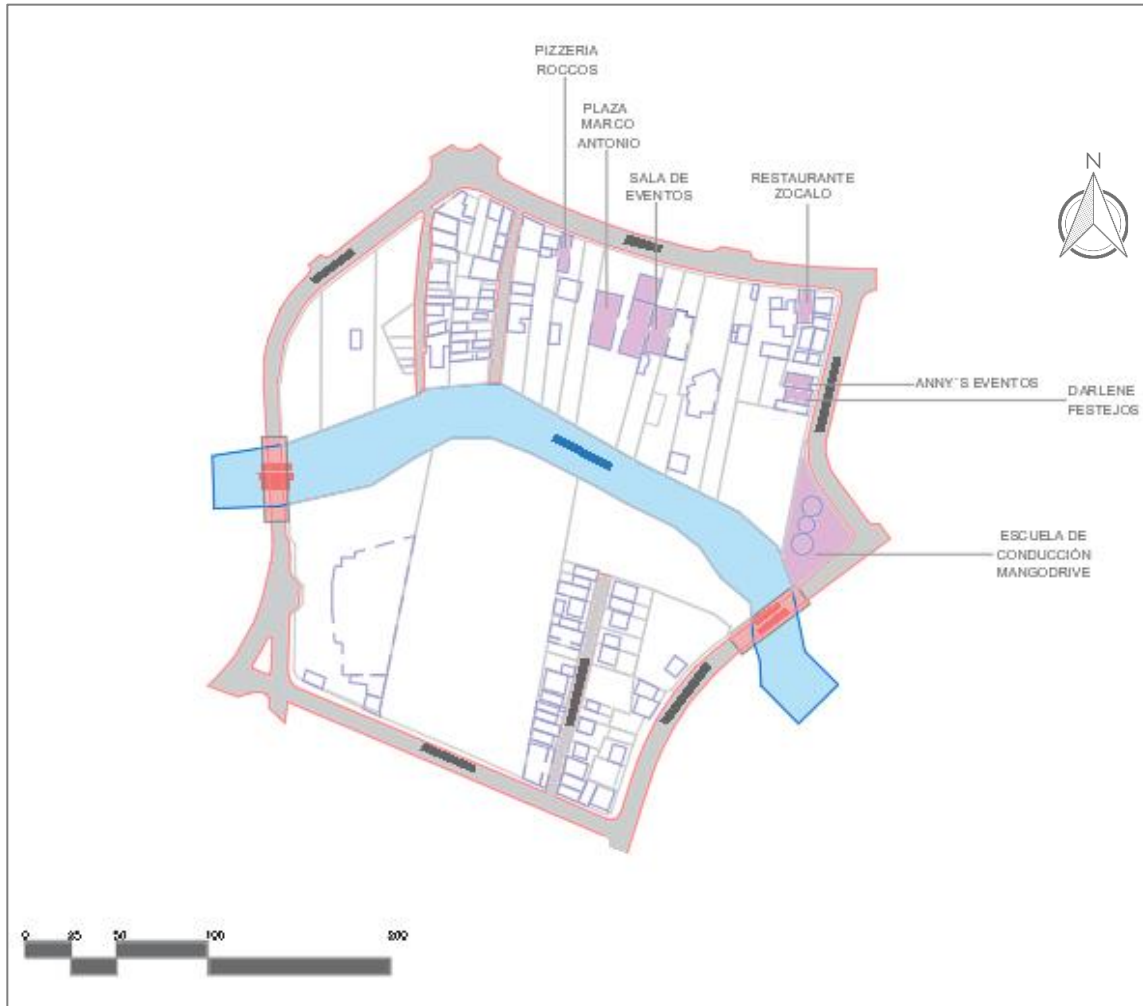 PIZZERIA
ROCCOS
PLAZA
MARCO
ANTONIO
SALA DE
EVENTOS
RESTAURANTE
ZOCALO
N
ANNY´S EVENTOS
DARLENE
FESTEJOS
ESCUELA DE
CONDUCCIÓN
MANGODRIVE
0 25 50 100 200